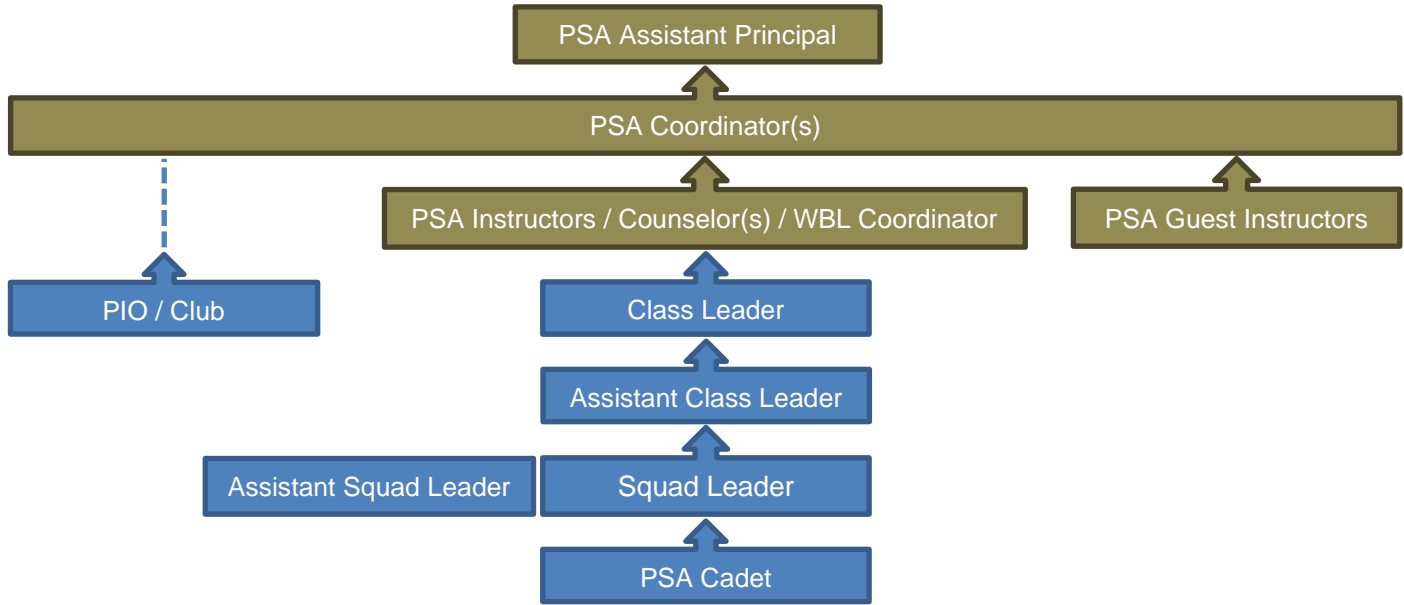 PSA Assistant Principal
PSA Coordinator(s)
PSA Instructors / Counselor(s) / WBL Coordinator
PSA Guest Instructors
PIO / Club
Class Leader
Assistant Class Leader
Assistant Squad Leader
Squad Leader
PSA Cadet